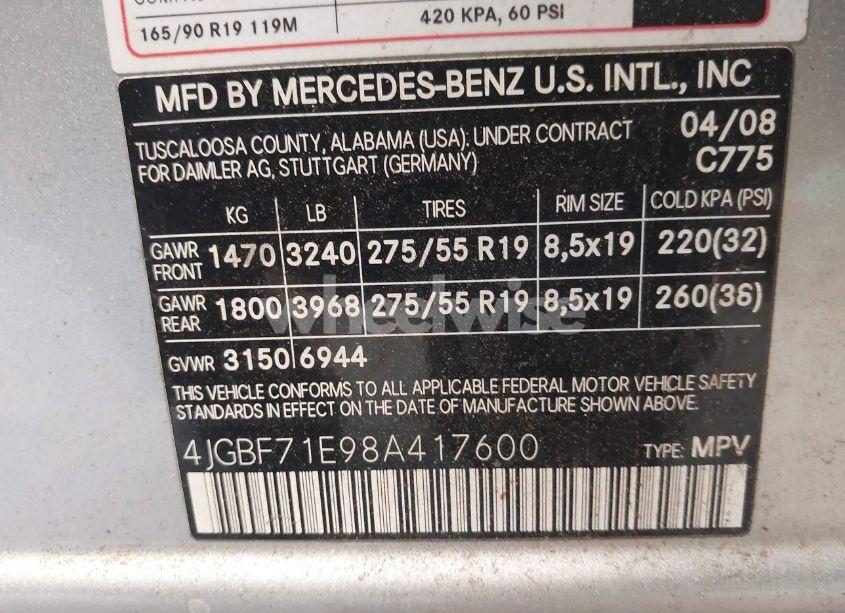 165/90 R19 119M
420 KPA, 60 PSI
MFD BY MERCEDES-BENZ U.S. INTL., INC
TUSCALOOSA COUNTY, ALABAMA (USA). UNDER CONTRACT 04/08
FOR DAIMLER AG, STUTTGART (GERMANY) C775
KG LB TIRES RIM SIZE COLD KPA (PSI)
GAWR FRONT 1470 3240 275/55 R19 8,5x19 220(32)
GAWR REAR 1800 3968 275/55 R19 8,5x19 260(38)
GVWR 3150 6944
THIS VEHICLE CONFORMS TO ALL APPLICABLE FEDERAL MOTOR VEHICLE SAFETY
STANDARDS IN EFFECT ON THE DATE OF MANUFACTURE SHOWN ABOVE.
4JGBF71E98A417600 TYPE: MPV
wheelwise